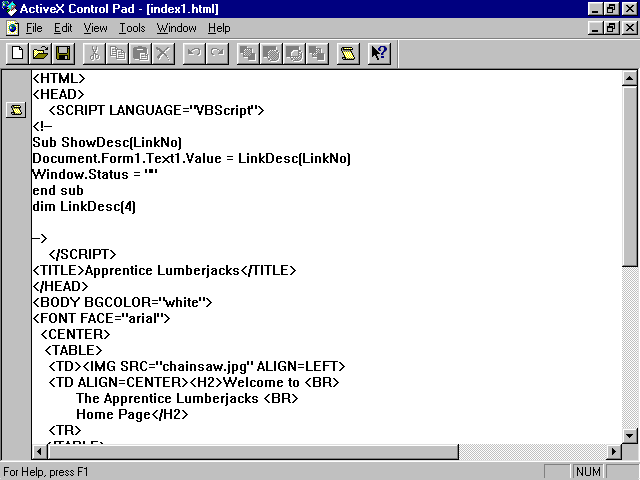 ActiveX Control Pad - [index1.html]
File Edit View Tools Window Help
<HTML>
<HEAD>
<SCRIPT LANGUAGE="VBScript">
<!--
Sub ShowDesc(LinkNo)
Document.Form1.Text1.Value = LinkDesc(LinkNo)
Window.Status = ""
end sub
dim LinkDesc(4)
-->
</SCRIPT>
<TITLE>Apprentice Lumberjacks</TITLE>
</HEAD>
<BODY BGCOLOR="white">
<FONT FACE="arial">
<CENTER>
<TABLE>
<TD><IMG SRC="chainsaw.jpg" ALIGN=LEFT>
<TD ALIGN=CENTER><H2>Welcome to <BR>
The Apprentice Lumberjacks <BR>
Home Page</H2>
<TR>
</TABLE>
For Help, press F1
NUM